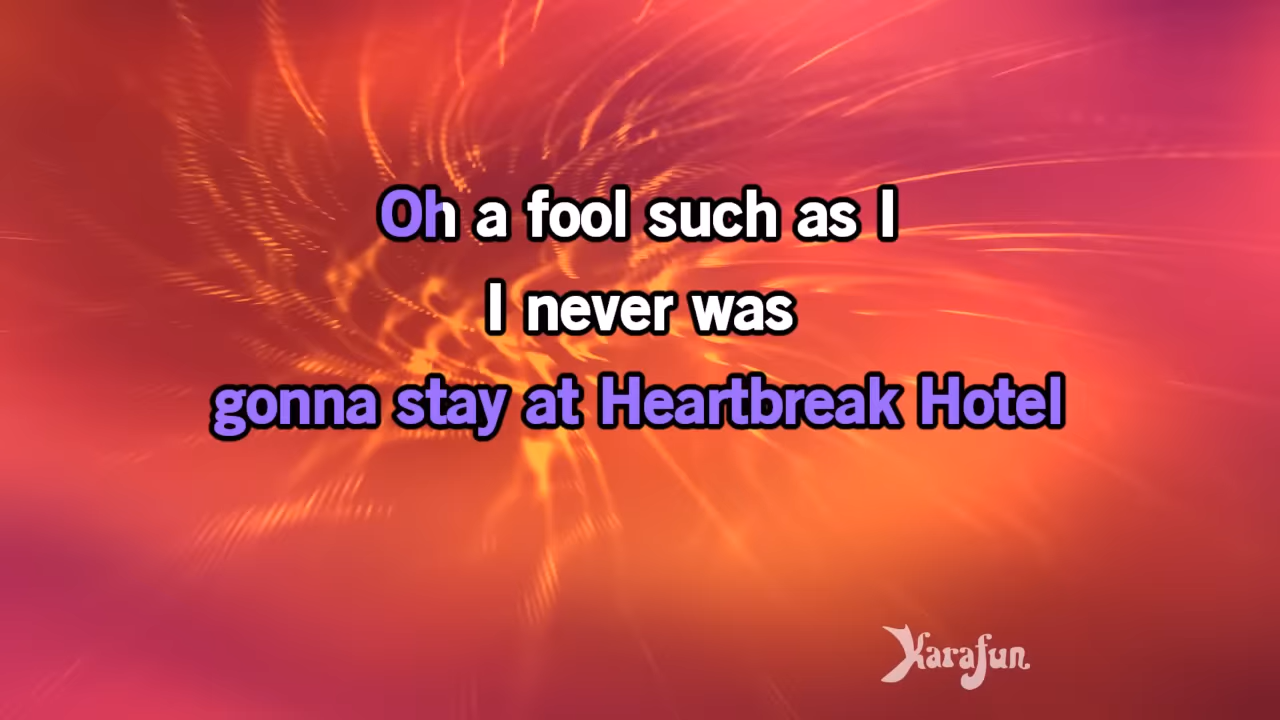 Oh a fool such as I
I never was
gonna stay at Heartbreak Hotel
Karafun